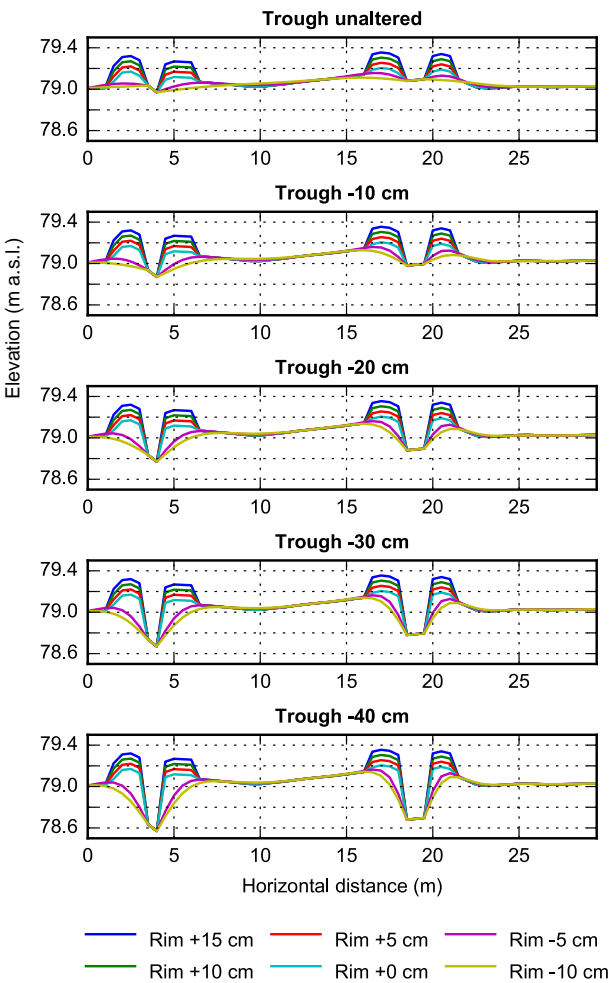 Trough unaltered
79.4
79.0
78.6
0 5 10 15 20 25
Trough -10 cm
79.4
79.0
78.6
0 5 10 15 20 25
Trough -20 cm
79.4
79.0
78.6
0 5 10 15 20 25
Trough -30 cm
79.4
79.0
78.6
0 5 10 15 20 25
Trough -40 cm
79.4
79.0
78.6
0 5 10 15 20 25
Elevation (m a.s.l.)
Horizontal distance (m)
Rim +15 cm Rim +5 cm Rim -5 cm
Rim +10 cm Rim +0 cm Rim -10 cm